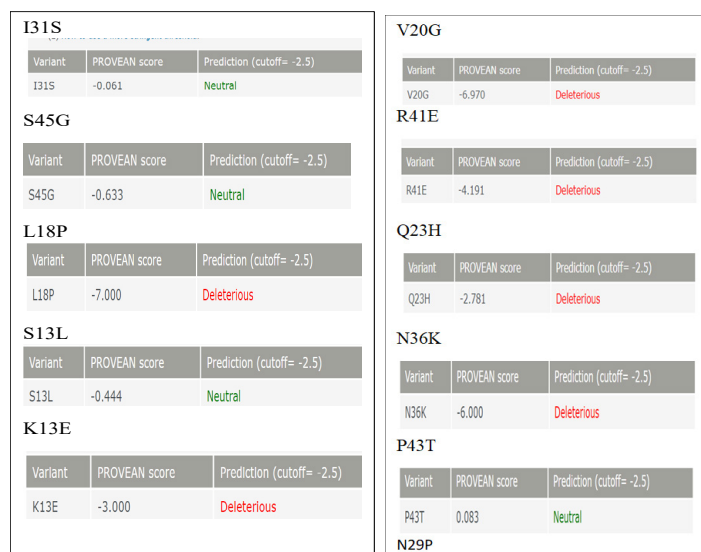 I31S
Variant PROVEAN score Prediction (cutoff= -2.5)
I31S -0.061 Neutral
S45G
Variant PROVEAN score Prediction (cutoff= -2.5)
S45G -0.633 Neutral
L18P
Variant PROVEAN score Prediction (cutoff= -2.5)
L18P -7.000 Deleterious
S13L
Variant PROVEAN score Prediction (cutoff= -2.5)
S13L -0.444 Neutral
K13E
Variant PROVEAN score Prediction (cutoff= -2.5)
K13E -3.000 Deleterious
V20G
Variant PROVEAN score Prediction (cutoff= -2.5)
V20G -6.970 Deleterious
R41E
Variant PROVEAN score Prediction (cutoff= -2.5)
R41E -4.191 Deleterious
Q23H
Variant PROVEAN score Prediction (cutoff= -2.5)
Q23H -2.781 Deleterious
N36K
Variant PROVEAN score Prediction (cutoff= -2.5)
N36K -6.000 Deleterious
P43T
Variant PROVEAN score Prediction (cutoff= -2.5)
P43T 0.083 Neutral
N29P